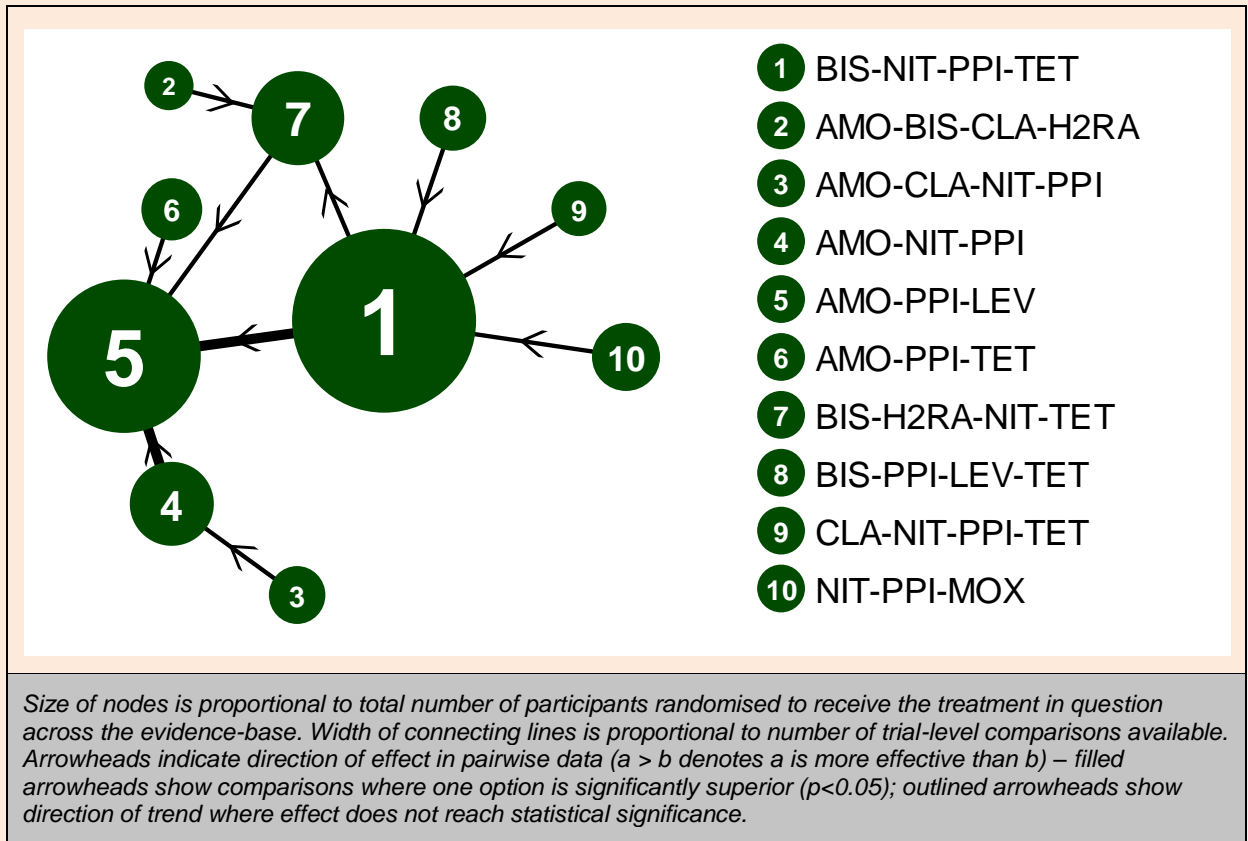 1 BIS-NIT-PPI-TET
2 AMO-BIS-CLA-H2RA
3 AMO-CLA-NIT-PPI
4 AMO-NIT-PPI
5 AMO-PPI-LEV
6 AMO-PPI-TET
7 BIS-H2RA-NIT-TET
8 BIS-PPI-LEV-TET
9 CLA-NIT-PPI-TET
10 NIT-PPI-MOX
2
7
8
6
9
1
5
10
4
3
Size of nodes is proportional to total number of participants randomised to receive the treatment in question
across the evidence-base. Width of connecting lines is proportional to number of trial-level comparisons available.
Arrowheads indicate direction of effect in pairwise data (a > b denotes a is more effective than b) – filled
arrowheads show comparisons where one option is significantly superior (p<0.05); outlined arrowheads show
direction of trend where effect does not reach statistical significance.